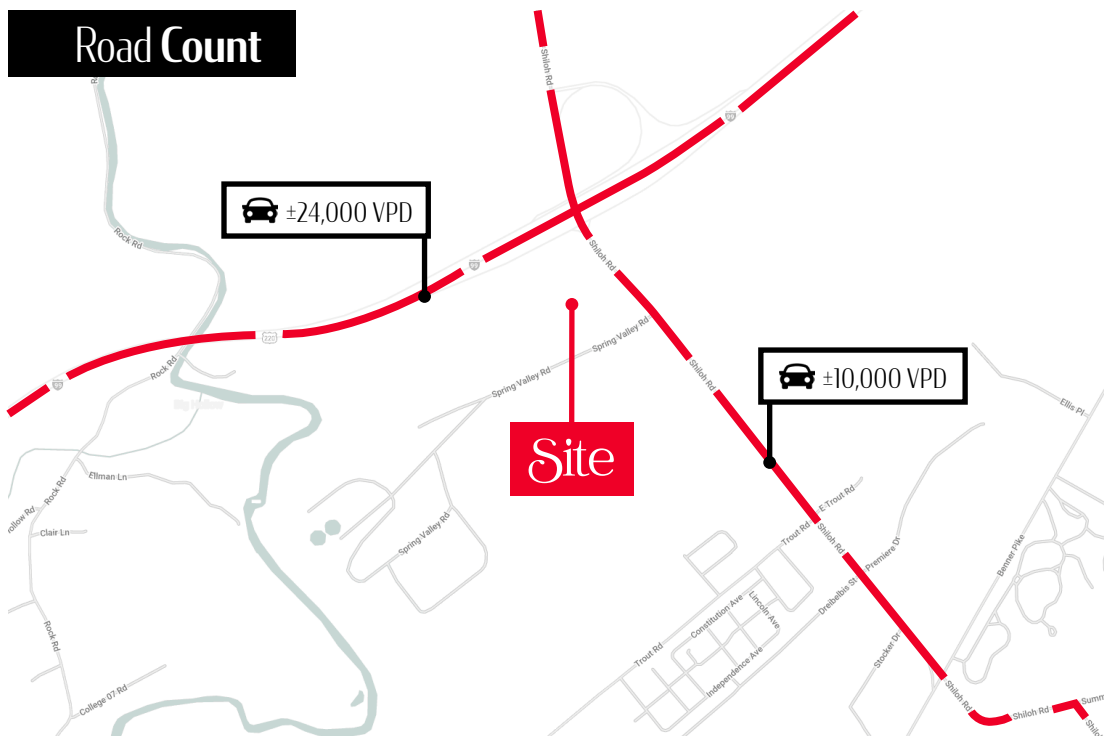 Road Count
Shiloh Rd
±24,000 VPD
Rock Rd
Shiloh Rd
220
Spring Valley Rd
Rock Rd
Spring Valley Rd
Shiloh Rd
±10,000 VPD
Ellis Pl
Site
Ellman Ln
Rock Rd
E Trout Rd
Trout Rd
Clair Ln
Spring Valley Rd
Shiloh Rd
Premiere Dr
Benner Pike
Dreibelbis St
Constitution Ave
Lincoln Ave
Rock Rd
Trout Rd
Independence Ave
Stocker Dr
College 07 Rd
Shiloh Rd
Shiloh Rd